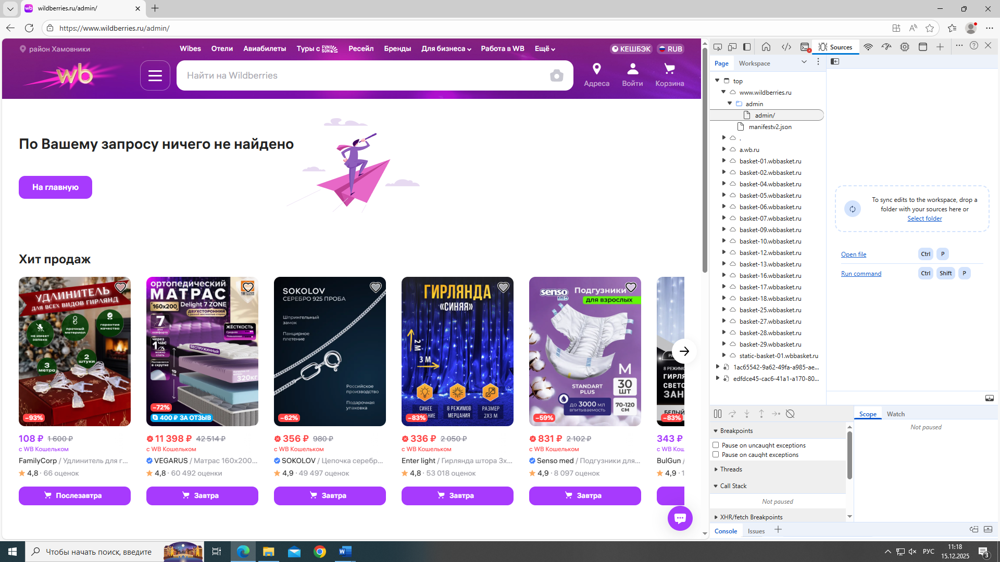 wildberries.ru/admin/
https://www.wildberries.ru/admin/
район Хамовники
Wibes Отели Авиабилеты Туры с FUN&SUN Ресейл Бренды Для бизнеса Работа в WB Ещё
КЕШБЭК RUB
wb
Найти на Wildberries
Адреса Войти Корзина
По Вашему запросу ничего не найдено
На главную
Хит продаж
УДЛИНИТЕЛЬ
ДЛЯ ВСЕХ ВИДОВ ГИРЛЯНД
не имеет запаха
прочный материал
гарантия качества
3 метра
2 штуки
−93%
108 ₽ 1 600 ₽
с WB Кошельком
FamilyCorp / Удлинитель для г...
4,8 · 66 оценок
Послезавтра
ортопедический
МАТРАС
160x200 Delight 7 ZONE
ДВУХСТОРОННИЙ
7 зон комфорта
ЖЁСТКОСТЬ
БЕСПРУЖИННЫЙ
через 1 час можно спать
19 см
320кг
−72%
400 ₽ ЗА ОТЗЫВ
11 398 ₽ 42 514 ₽
с WB Кошельком
VEGARUS / Матрас 160х200...
4,8 · 60 492 оценки
Завтра
SOKOLOV
СЕРЕБРО 925 ПРОБА
Шпрингельный
замок
Панцирное
плетение
Российское
производство
Подарочная
упаковка
−62%
356 ₽ 980 ₽
с WB Кошельком
SOKOLOV / Цепочка серебр...
4,9 · 49 497 оценок
Завтра
ГИРЛЯНДА
«СИНЯЯ»
2 М
3 М
СИНЕЕ
8 РЕЖИМОВ
МЕРЦАНИЯ
РАЗМЕР
2Х3 М
−83%
336 ₽ 2 050 ₽
с WB Кошельком
Enter light / Гирлянда штора 3х...
4,8 · 53 018 оценок
Завтра
senso MED
Подгузники
для взрослых
M
STANDART
PLUS
30
ШТ
до 3000 мл
впитываемость
70-120
СМ
−59%
831 ₽ 2 102 ₽
с WB Кошельком
Senso med / Подгузники для...
4,9 · 8 097 оценок
Завтра
8 РЕЖИМОВ
ГИРЛЯ
СВЕТО
ЗАН
БЕЛЫЙ
−83%
343 ₽
с WB Кош
BulGun /
4,9 · 1
Sources
Page Workspace
top
www.wildberries.ru
admin
admin/
manifestv2.json
.
a.wb.ru
basket-01.wbbasket.ru
basket-02.wbbasket.ru
basket-04.wbbasket.ru
basket-05.wbbasket.ru
basket-06.wbbasket.ru
basket-07.wbbasket.ru
basket-09.wbbasket.ru
basket-10.wbbasket.ru
basket-12.wbbasket.ru
basket-13.wbbasket.ru
basket-16.wbbasket.ru
basket-17.wbbasket.ru
basket-18.wbbasket.ru
basket-25.wbbasket.ru
basket-27.wbbasket.ru
basket-28.wbbasket.ru
basket-29.wbbasket.ru
static-basket-01.wbbasket.ru
1ac65542-9a62-49fa-a985-ae...
edfdce45-cac6-41a1-a170-80...
To sync edits to the workspace, drop a
folder with your sources here or
Select folder
Open file Ctrl P
Run command Ctrl Shift P
Scope Watch
Not paused
Breakpoints
Pause on uncaught exceptions
Pause on caught exceptions
Threads
Call Stack
Not paused
XHR/fetch Breakpoints
Console Issues
Чтобы начать поиск, введите
РУС
11:18
15.12.2025
3